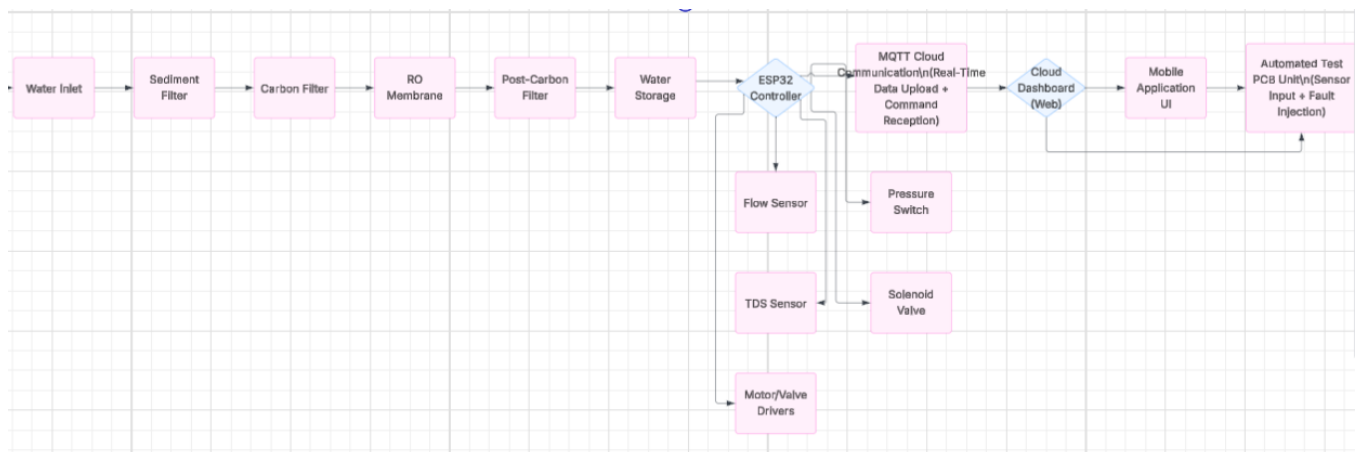 Water Inlet
Sediment
Filter
Carbon Filter
RO
Membrane
Post-Carbon
Filter
Water
Storage
ESP32
Controller
MQTT Cloud
Communication\n(Real-Time
Data Upload +
Command
Reception)
Cloud
Dashboard
(Web)
Mobile
Application
UI
Automated Test
PCB Unit\n(Sensor
Input + Fault
Injection)
Flow Sensor
Pressure
Switch
TDS Sensor
Solenoid
Valve
Motor/Valve
Drivers